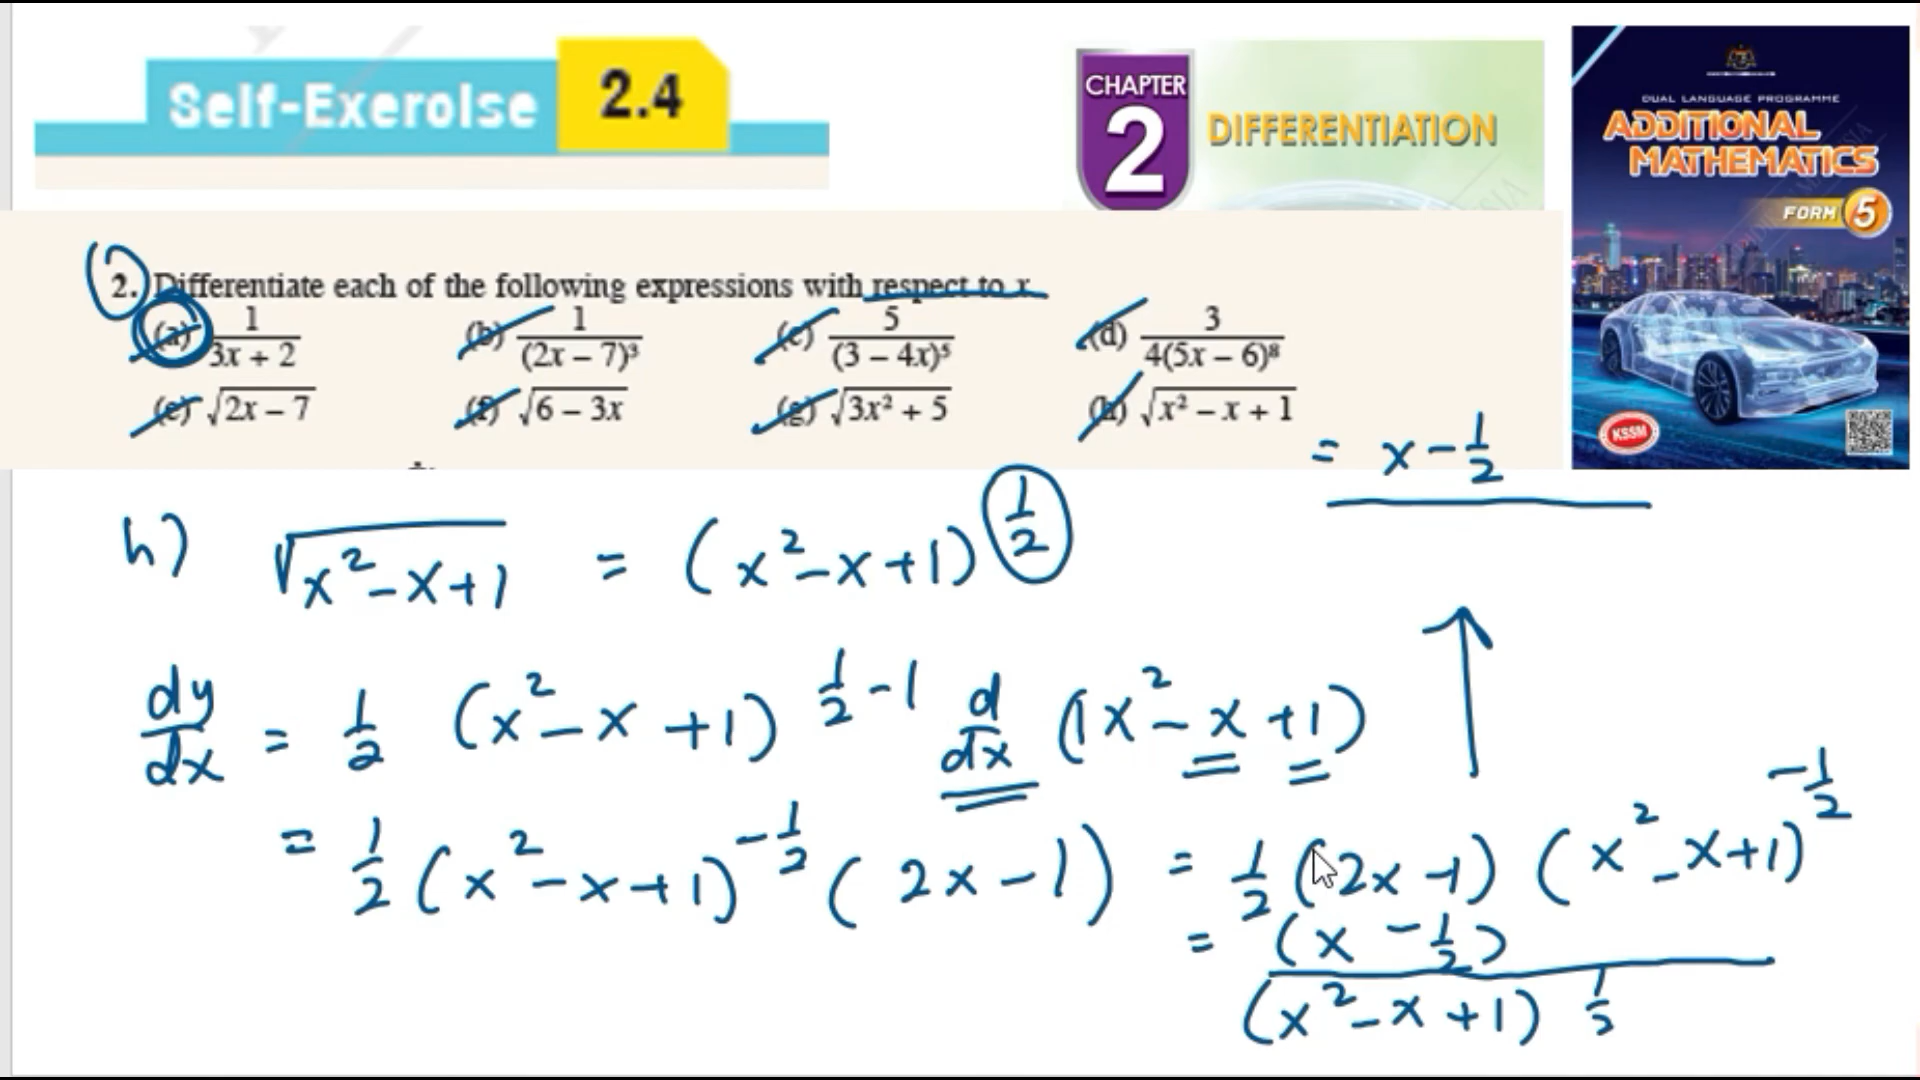 Self-Exercise 2.4
CHAPTER 2 DIFFERENTIATION
DUAL LANGUAGE PROGRAMME
ADDITIONAL
MATHEMATICS
FORM 5
KSSM
2. Differentiate each of the following expressions with respect to x.
(a) 1/(3x + 2) (b) 1/(2x – 7)³ (c) 5/(3 – 4x)⁵ (d) 3/4(5x – 6)⁸
(e) √(2x – 7) (f) √(6 – 3x) (g) √(3x² + 5) (h) √(x² – x + 1)
= x - 1/2
h) √(x² - x + 1) = (x² - x + 1)^(1/2)
dy/dx = 1/2 (x² - x + 1)^(1/2 - 1) d/dx (1x² - x + 1)
= 1/2 (x² - x + 1)^(-1/2) (2x - 1) = 1/2 (2x - 1) (x² - x + 1)^(-1/2)
= (x - 1/2)/(x² - x + 1)^(1/2)